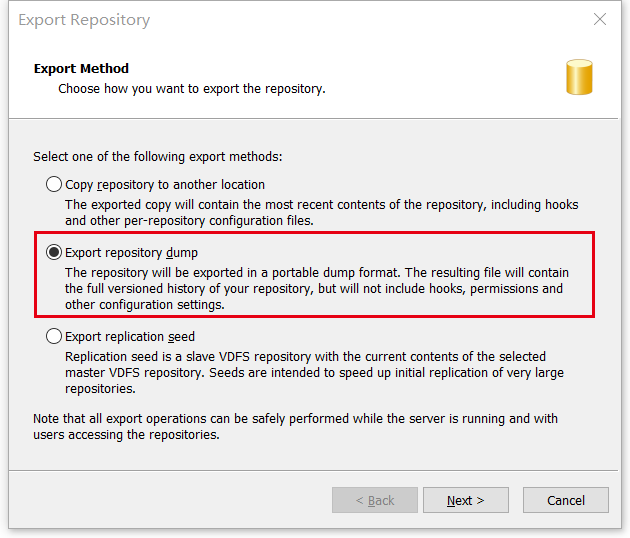 Export Repository
Export Method
Choose how you want to export the repository.
Select one of the following export methods:
Copy repository to another location
The exported copy will contain the most recent contents of the repository, including hooks
and other per-repository configuration files.
Export repository dump
The repository will be exported in a portable dump format. The resulting file will contain
the full versioned history of your repository, but will not include hooks, permissions and
other configuration settings.
Export replication seed
Replication seed is a slave VDFS repository with the current contents of the selected
master VDFS repository. Seeds are intended to speed up initial replication of very large
repositories.
Note that all export operations can be safely performed while the server is running and with
users accessing the repositories.
< Back
Next >
Cancel